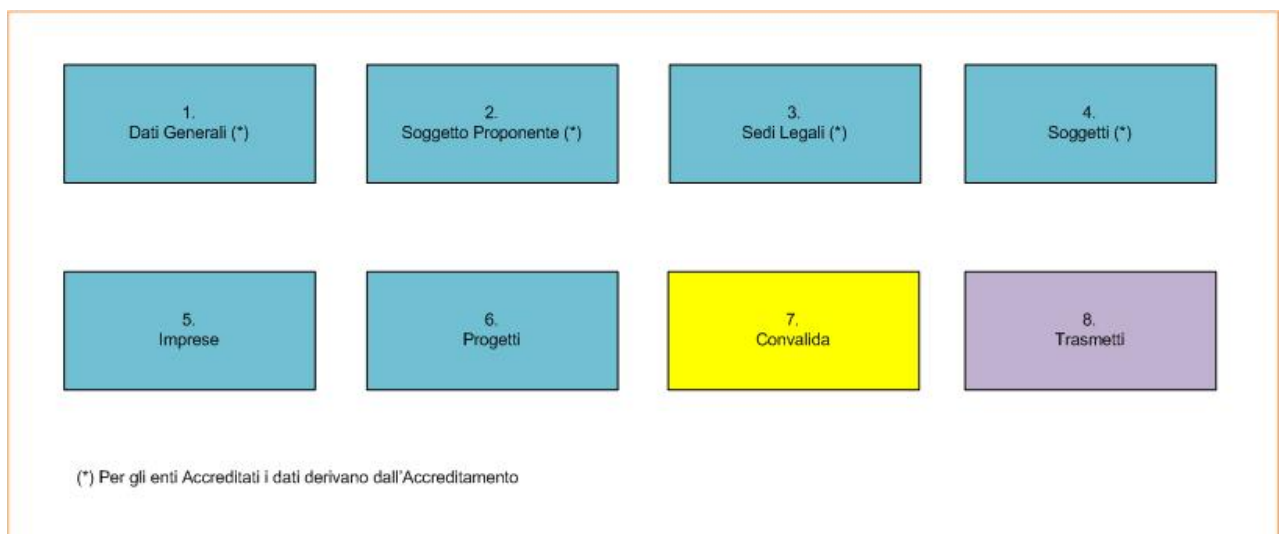 1.
Dati Generali (*)
2.
Soggetto Proponente (*)
3.
Sedi Legali (*)
4.
Soggetti (*)
5.
Imprese
6.
Progetti
7.
Convalida
8.
Trasmetti
(*) Per gli enti Accreditati i dati derivano dall'Accreditamento